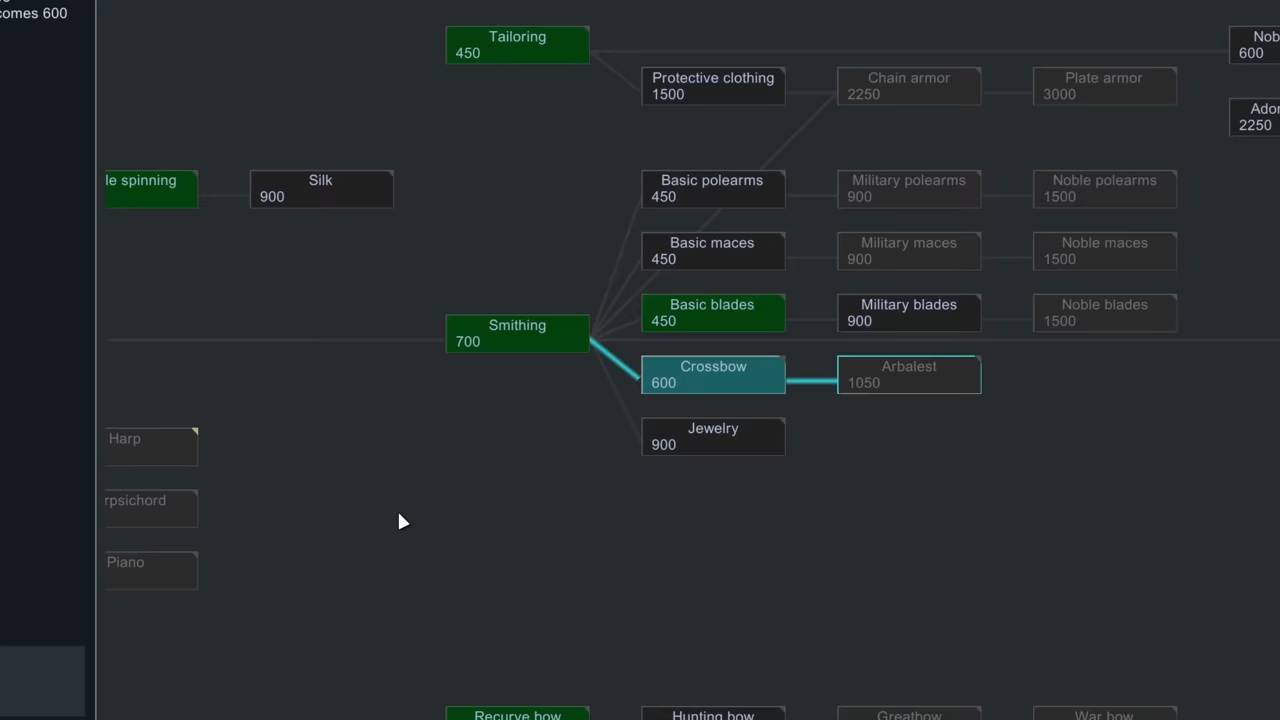 comes 600
Tailoring
450
Nob
600
Protective clothing
1500
Chain armor
2250
Plate armor
3000
Ador
2250
le spinning
Silk
900
Basic polearms
450
Military polearms
900
Noble polearms
1500
Basic maces
450
Military maces
900
Noble maces
1500
Basic blades
450
Military blades
900
Noble blades
1500
Smithing
700
Crossbow
600
Arbalest
1050
Jewelry
900
Harp
rpsichord
Piano
Recurve bow
Hunting bow
Greatbow
War bow